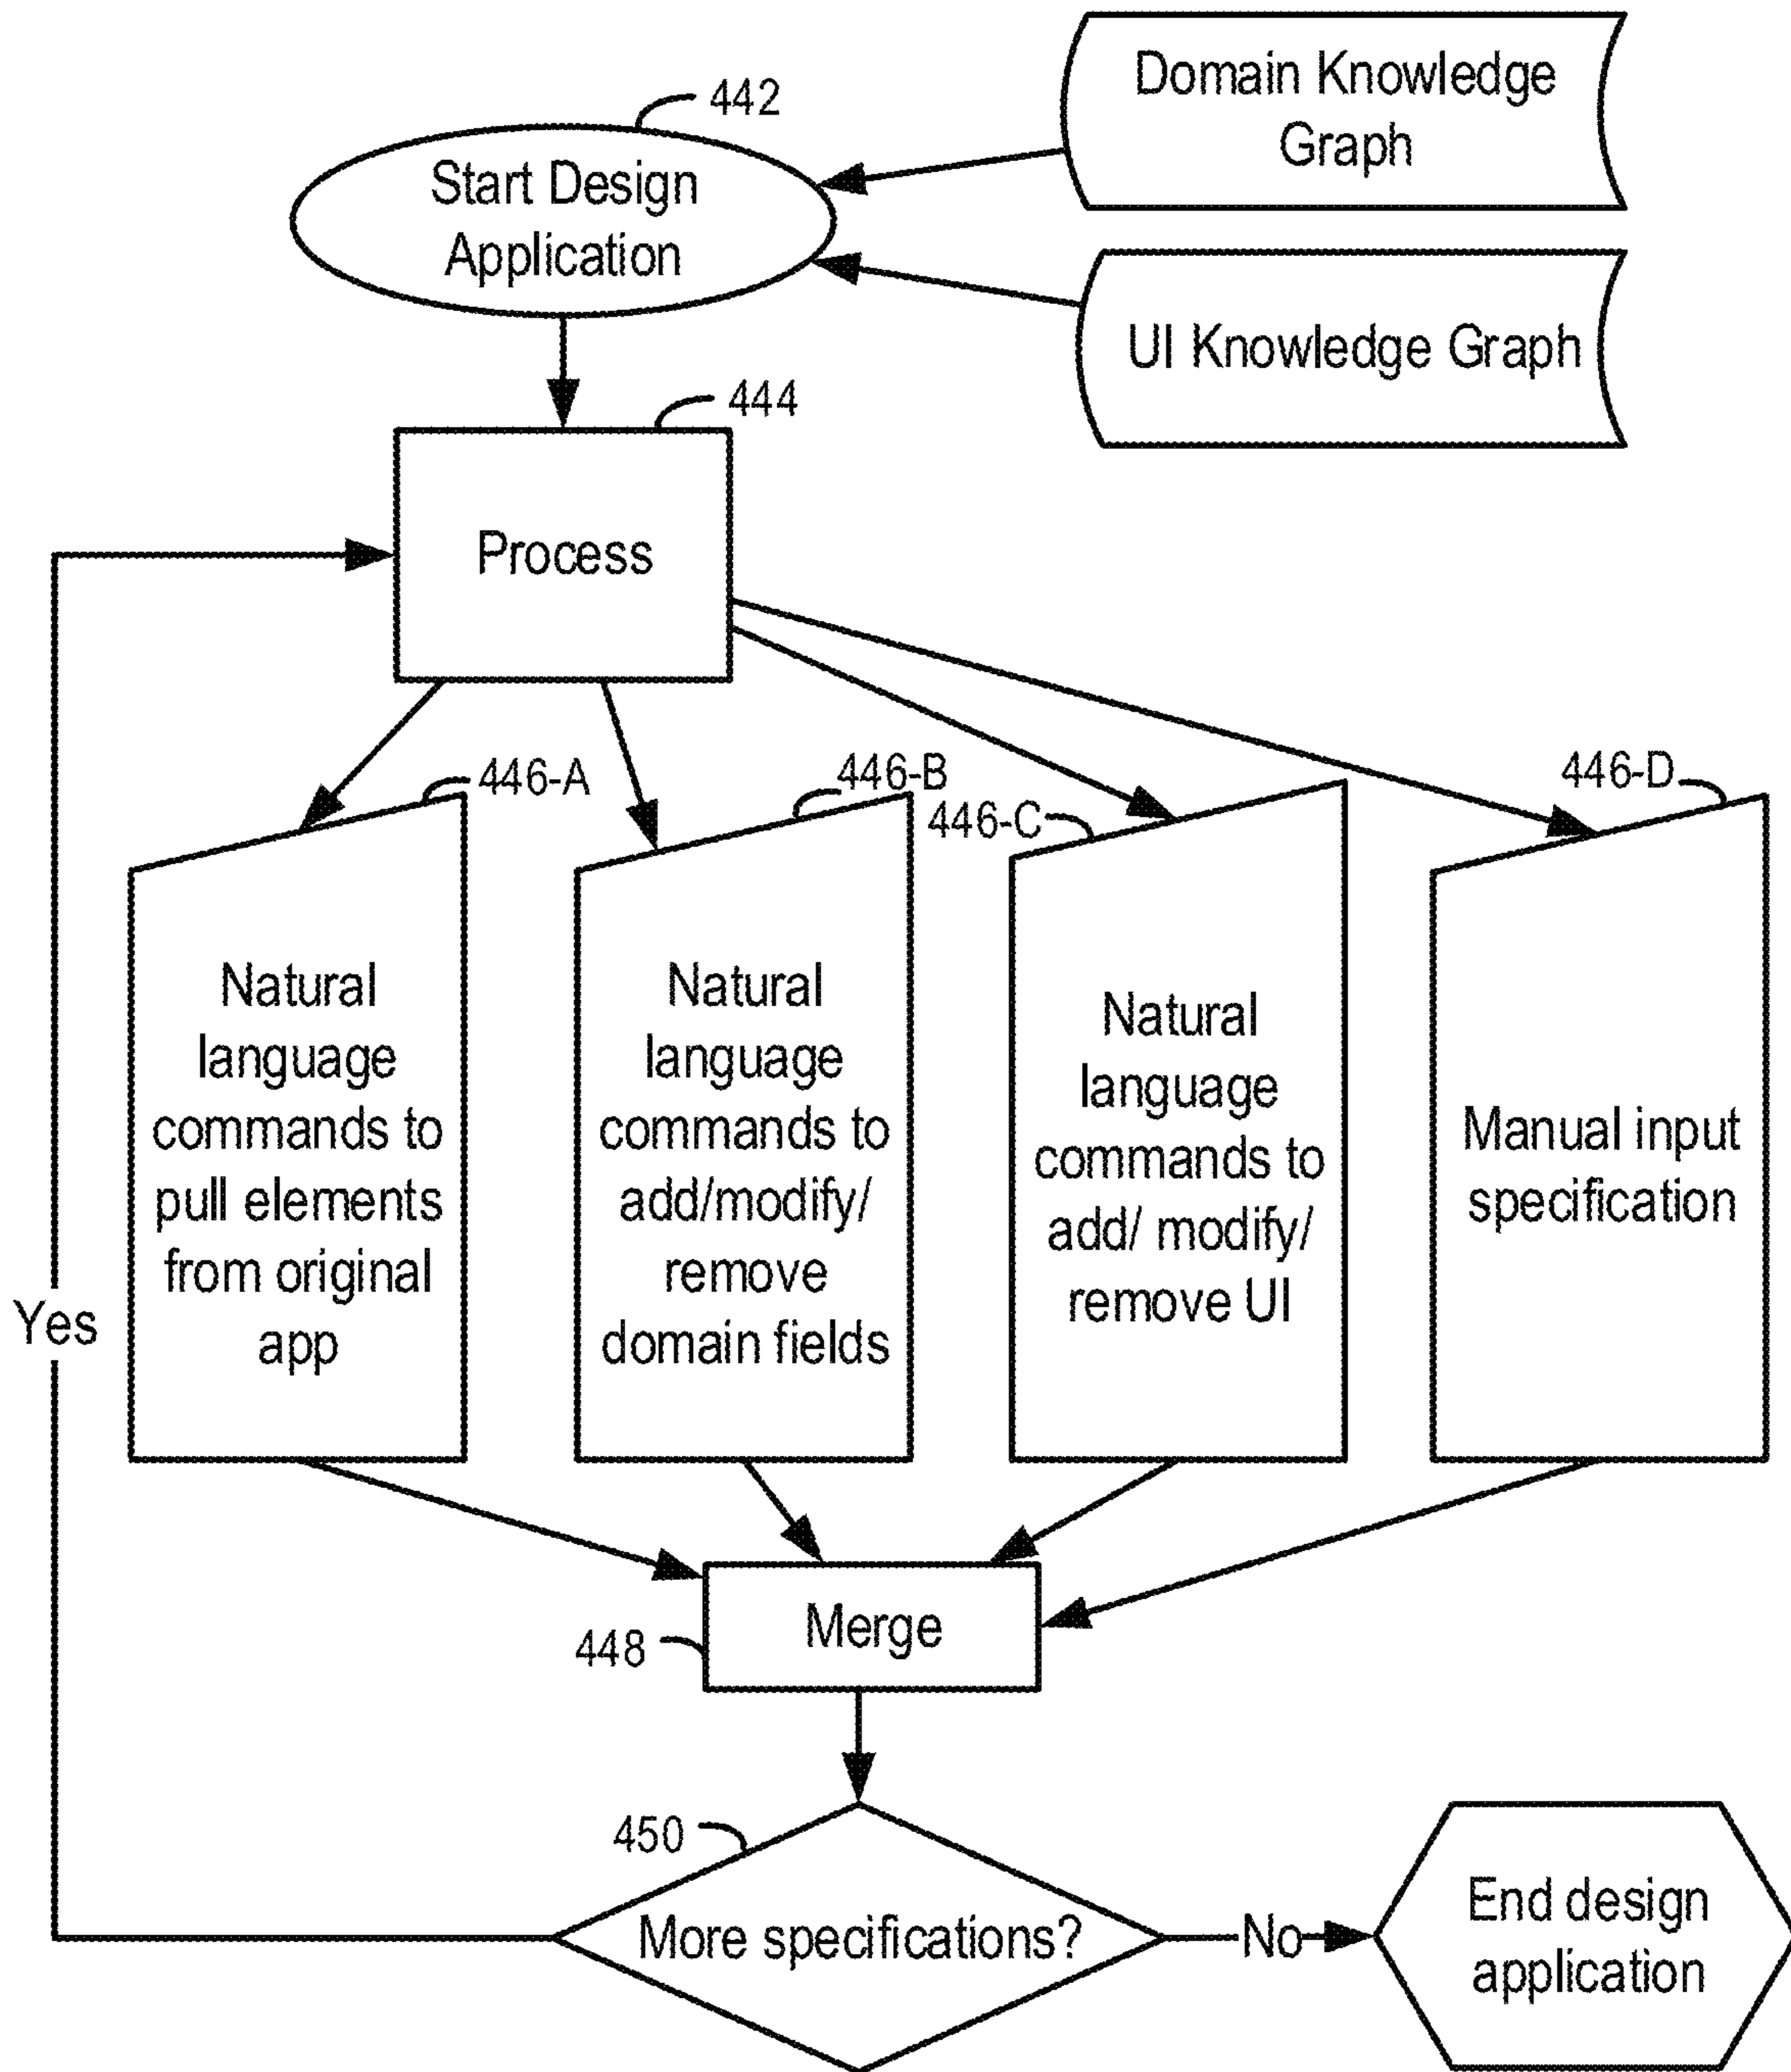 Domain Knowledge
Graph
442
Start Design
Application
UI Knowledge Graph
444
Process
446-A
446-B
446-C
446-D
Natural
language
commands to
pull elements
from original
app
Natural
language
commands to
add/modify/
remove
domain fields
Natural
language
commands to
add/ modify/
remove UI
Manual input
specification
Yes
Merge
448
450
More specifications?
No
End design
application